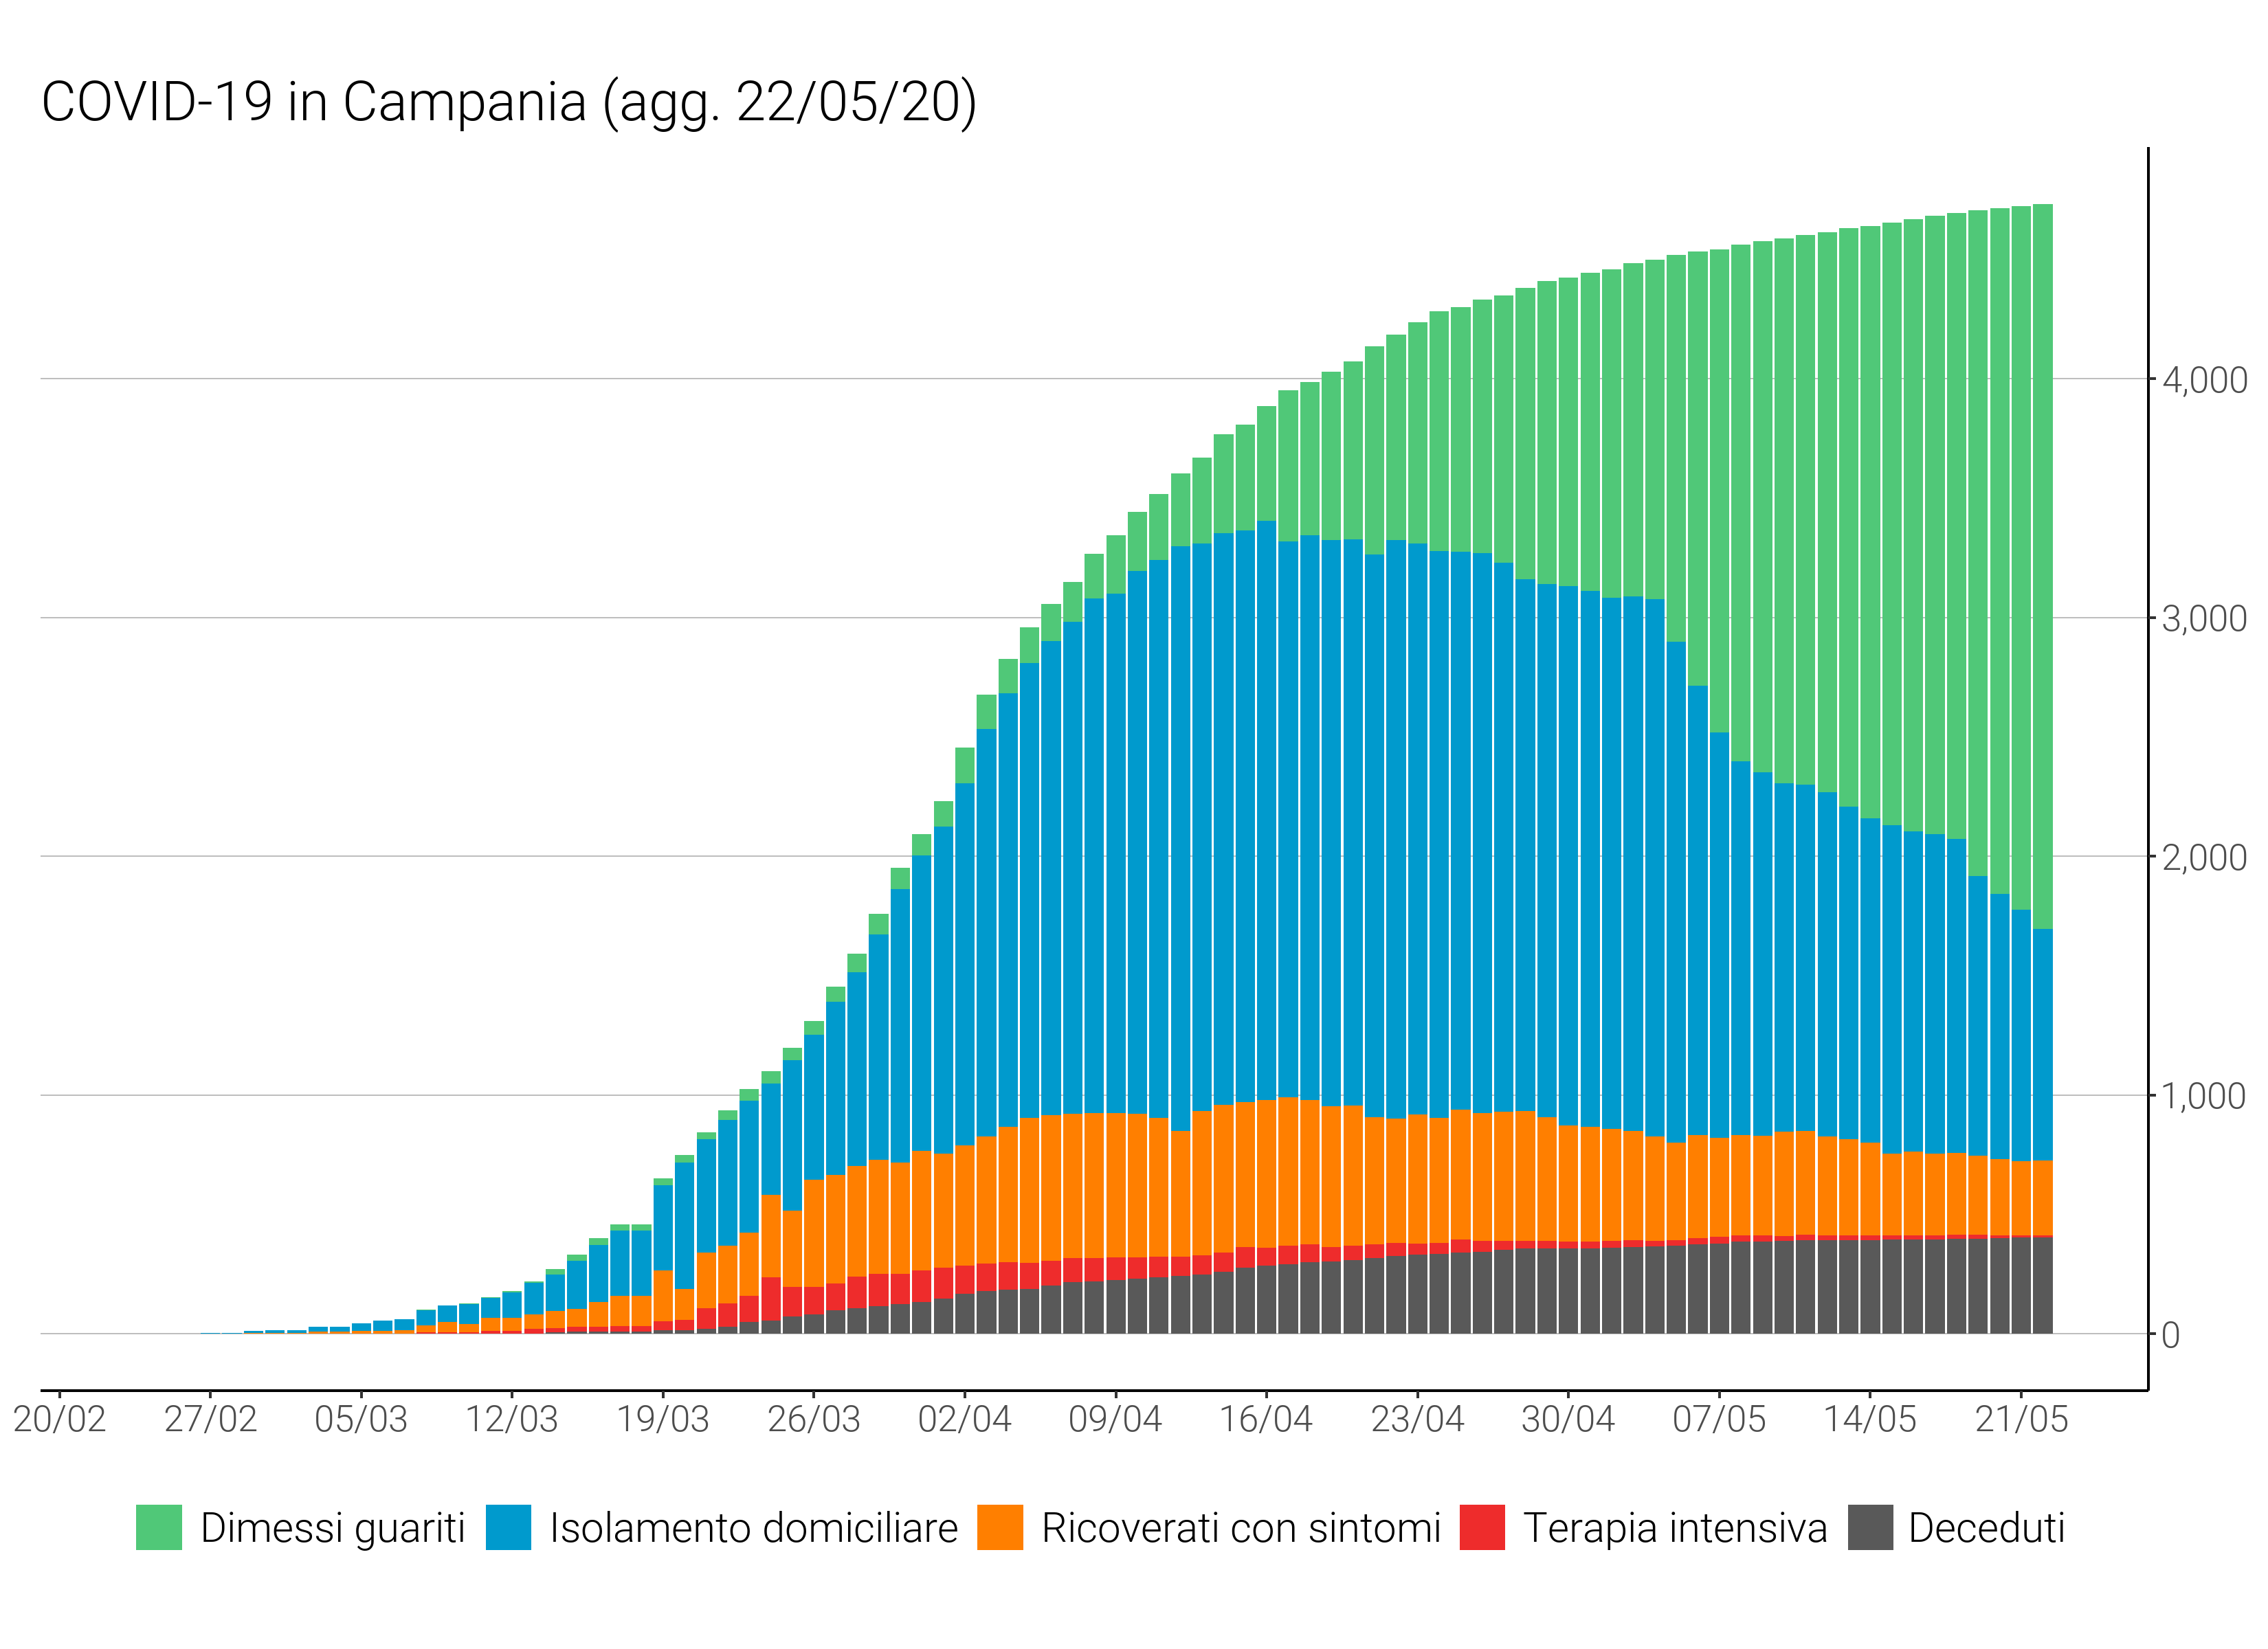 COVID-19 in Campania (agg. 22/05/20)
4,000
3,000
2,000
1,000
0
20/02 27/02 05/03 12/03 19/03 26/03 02/04 09/04 16/04 23/04 30/04 07/05 14/05 21/05
Dimessi guariti Isolamento domiciliare Ricoverati con sintomi Terapia intensiva Deceduti